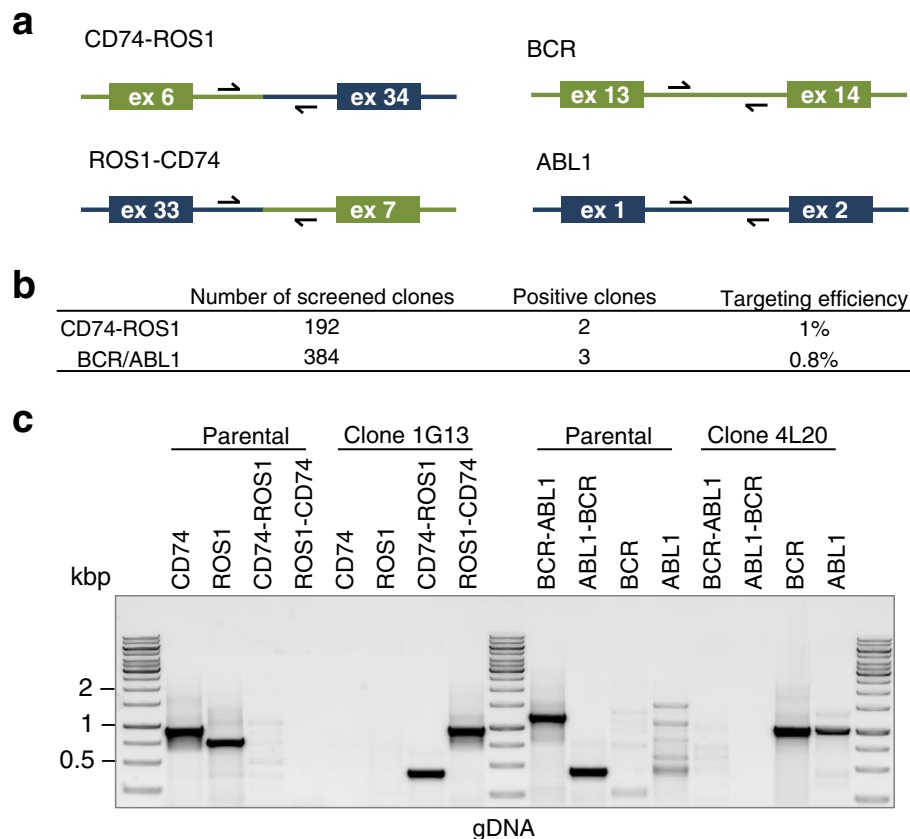 a
CD74-ROS1
ex 6
ex 34
BCR
ex 13
ex 14
ROS1-CD74
ex 33
ex 7
ABL1
ex 1
ex 2
b
Number of screened clones Positive clones Targeting efficiency
CD74-ROS1 192 2 1%
BCR/ABL1 384 3 0.8%
c
Parental Clone 1G13 Parental Clone 4L20
kbp CD74 ROS1 CD74-ROS1 ROS1-CD74 CD74 ROS1 CD74-ROS1 ROS1-CD74 BCR-ABL1 ABL1-BCR BCR ABL1 BCR-ABL1 ABL1-BCR BCR ABL1
2
1
0.5
gDNA